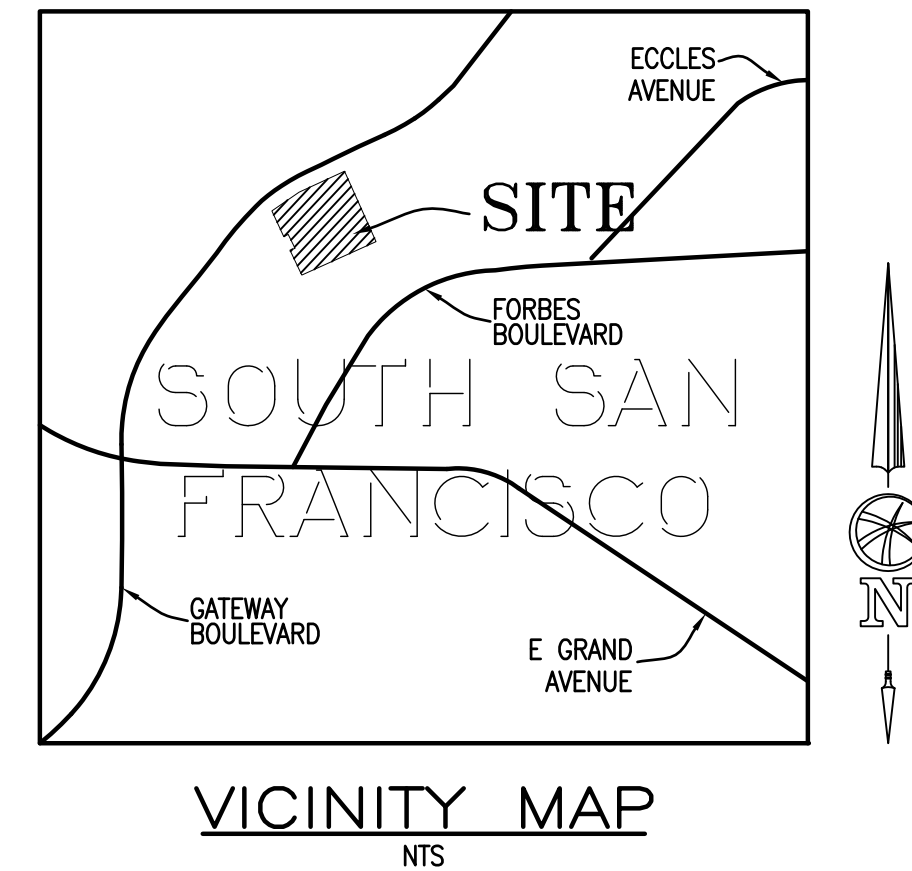 ECCLES
AVENUE
SITE
FORBES
BOULEVARD
SOUTH SAN
FRANCISCO
GATEWAY
BOULEVARD
E GRAND
AVENUE
N
VICINITY MAP
NTS